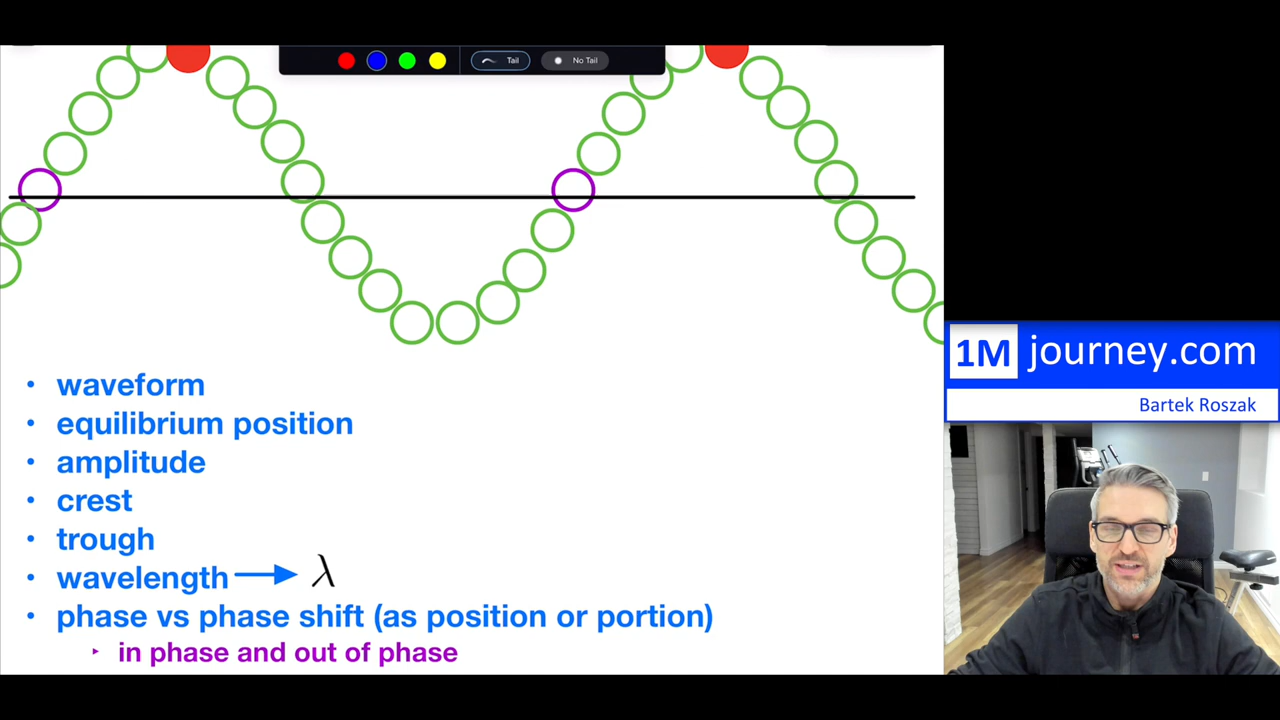 Tail
No Tail
1M journey.com
Bartek Roszak
• waveform
• equilibrium position
• amplitude
• crest
• trough
• wavelength → λ
• phase vs phase shift (as position or portion)
‣ in phase and out of phase